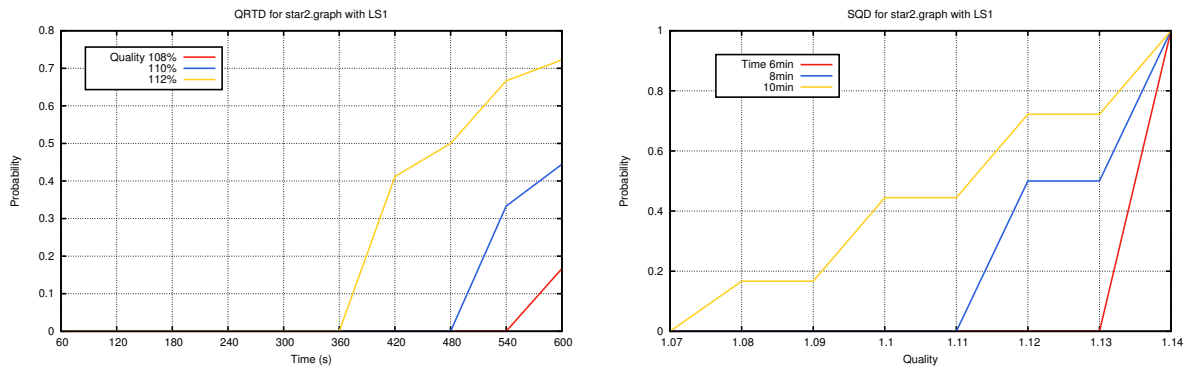 QRTD for star2.graph with LS1
0.8
0.7
0.6
0.5
0.4
0.3
0.2
0.1
0
Probability
Quality 108%
110%
112%
60 120 180 240 300 360 420 480 540 600
Time (s)
SQD for star2.graph with LS1
1
0.8
0.6
0.4
0.2
0
Probability
Time 6min
8min
10min
1.07 1.08 1.09 1.1 1.11 1.12 1.13 1.14
Quality